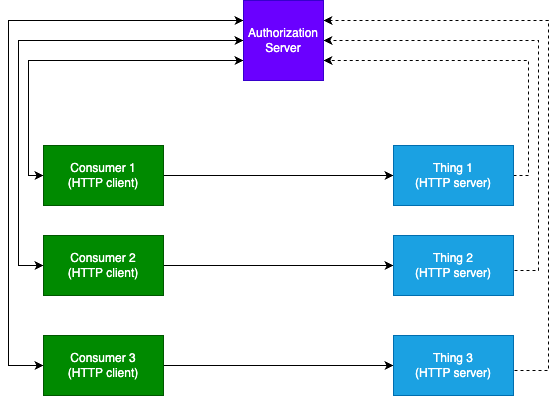 Authorization
Server
Consumer 1
(HTTP client)
Thing 1
(HTTP server)
Consumer 2
(HTTP client)
Thing 2
(HTTP server)
Consumer 3
(HTTP client)
Thing 3
(HTTP server)